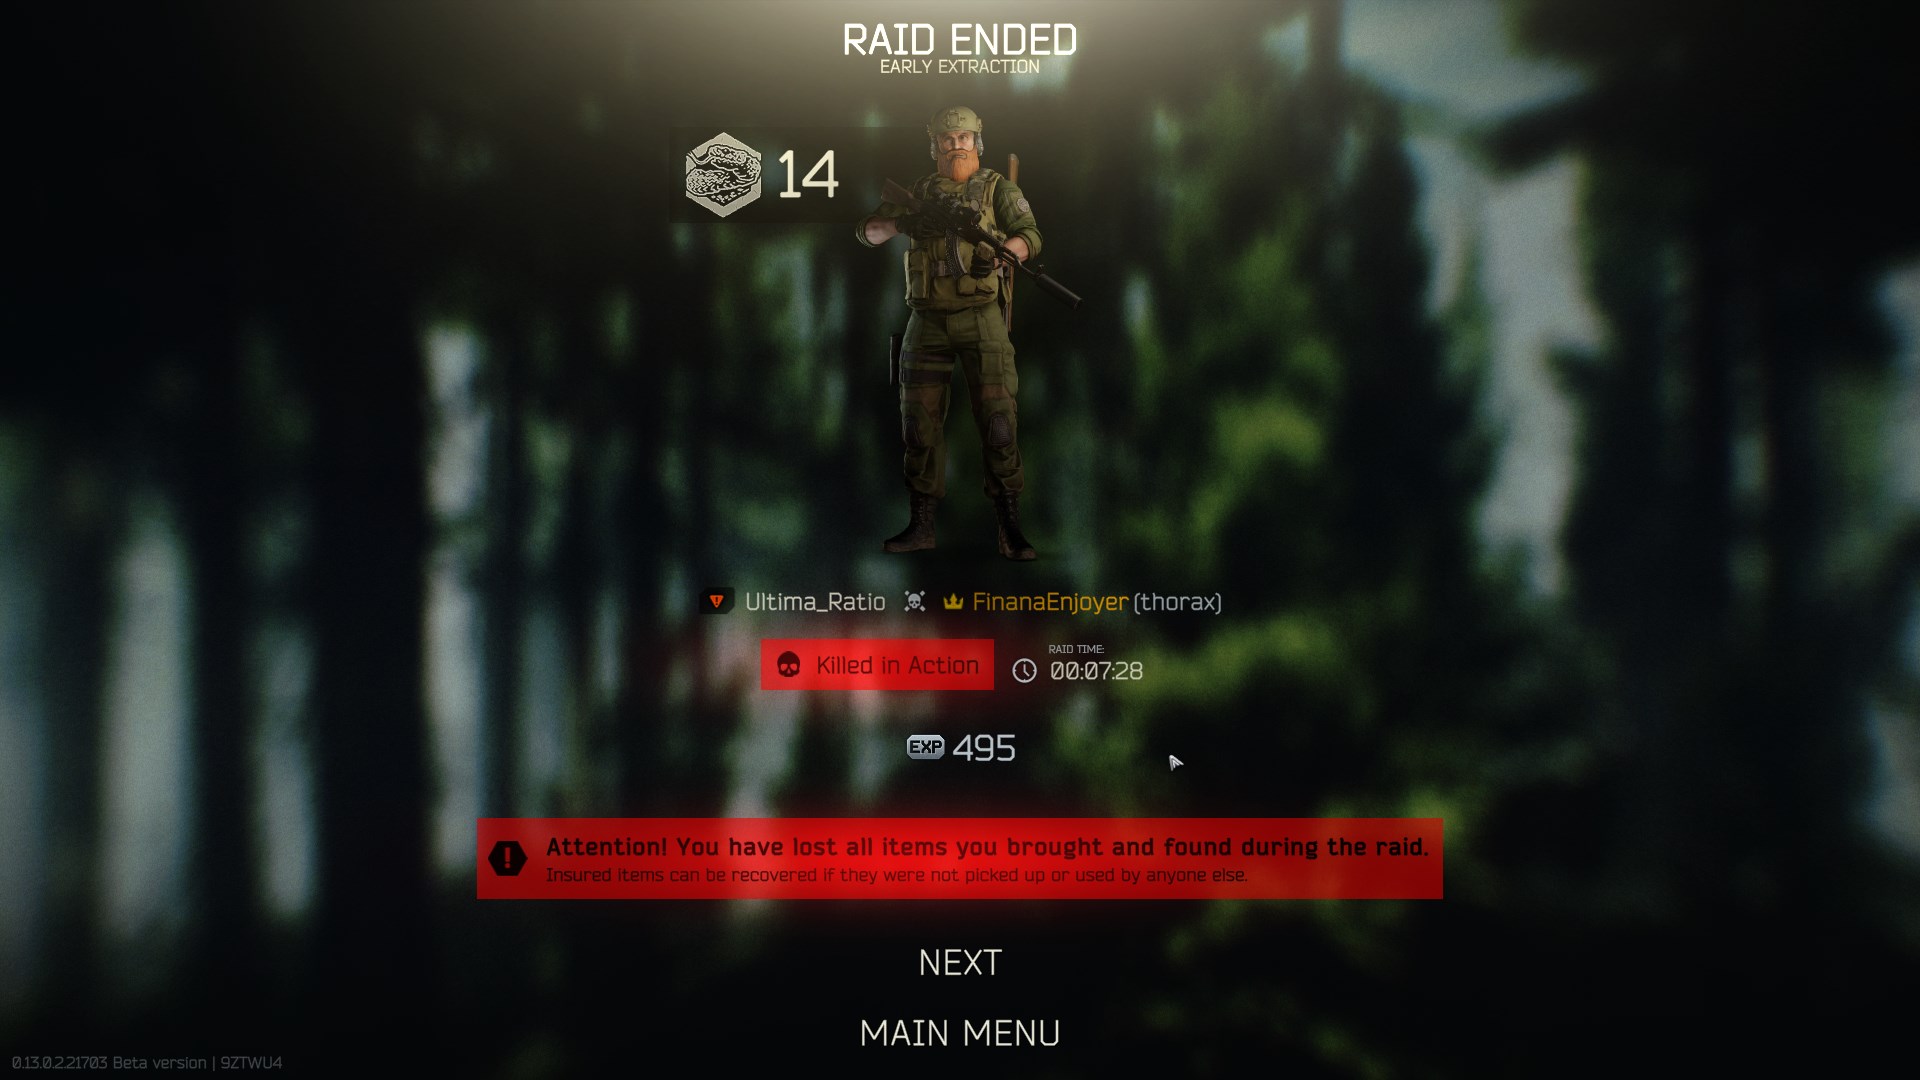 RAID ENDED
EARLY EXTRACTION
14
Ultima_Ratio FinanaEnjoyer (thorax)
Killed in Action
RAID TIME:
00:07:28
EXP 495
! Attention! You have lost all items you brought and found during the raid.
Insured items can be recovered if they were not picked up or used by anyone else.
NEXT
MAIN MENU
0.13.0.2.21703 Beta version | 9ZTWU4